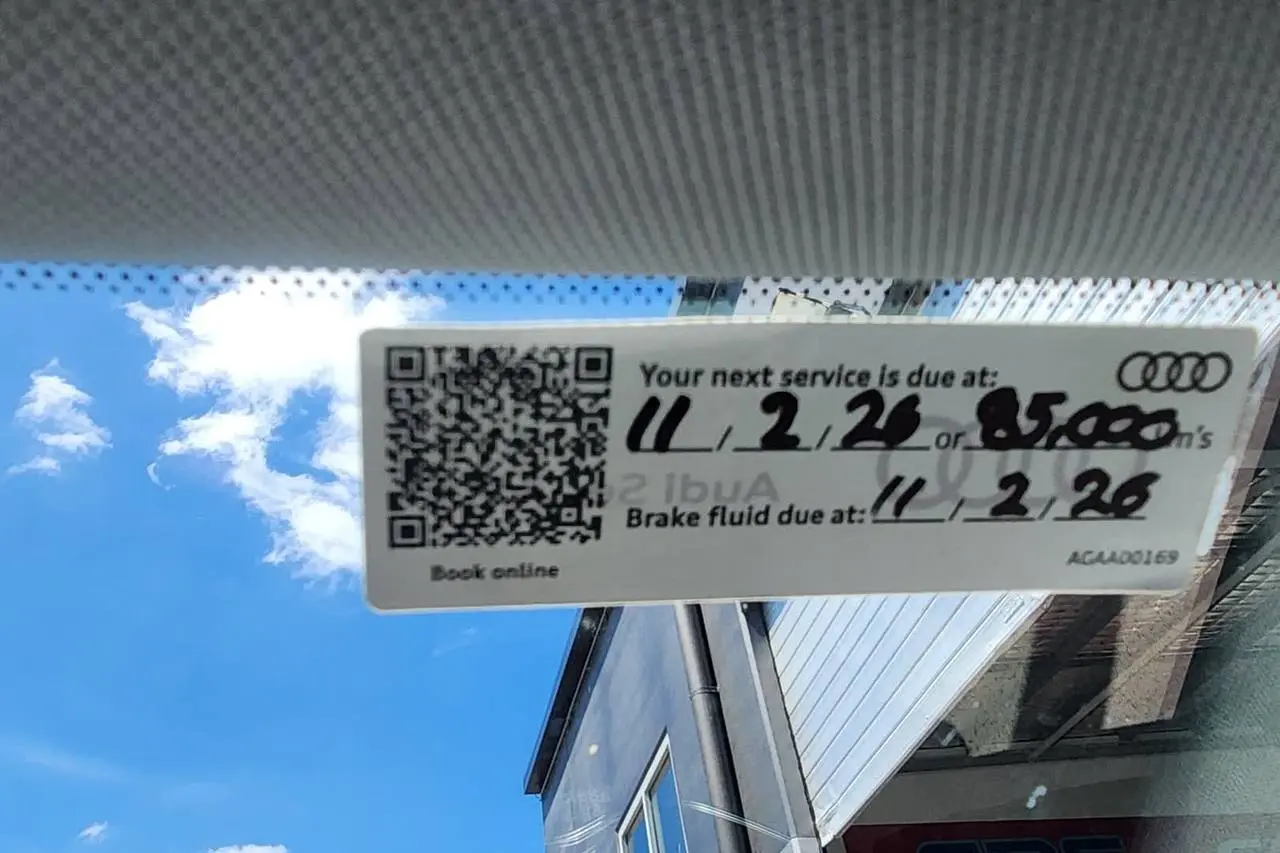 Your next service is due at:
11 / 2 / 26 or 85,000 m's
Audi S
Brake fluid due at: 11 / 2 / 26
AGAA00169
Book online